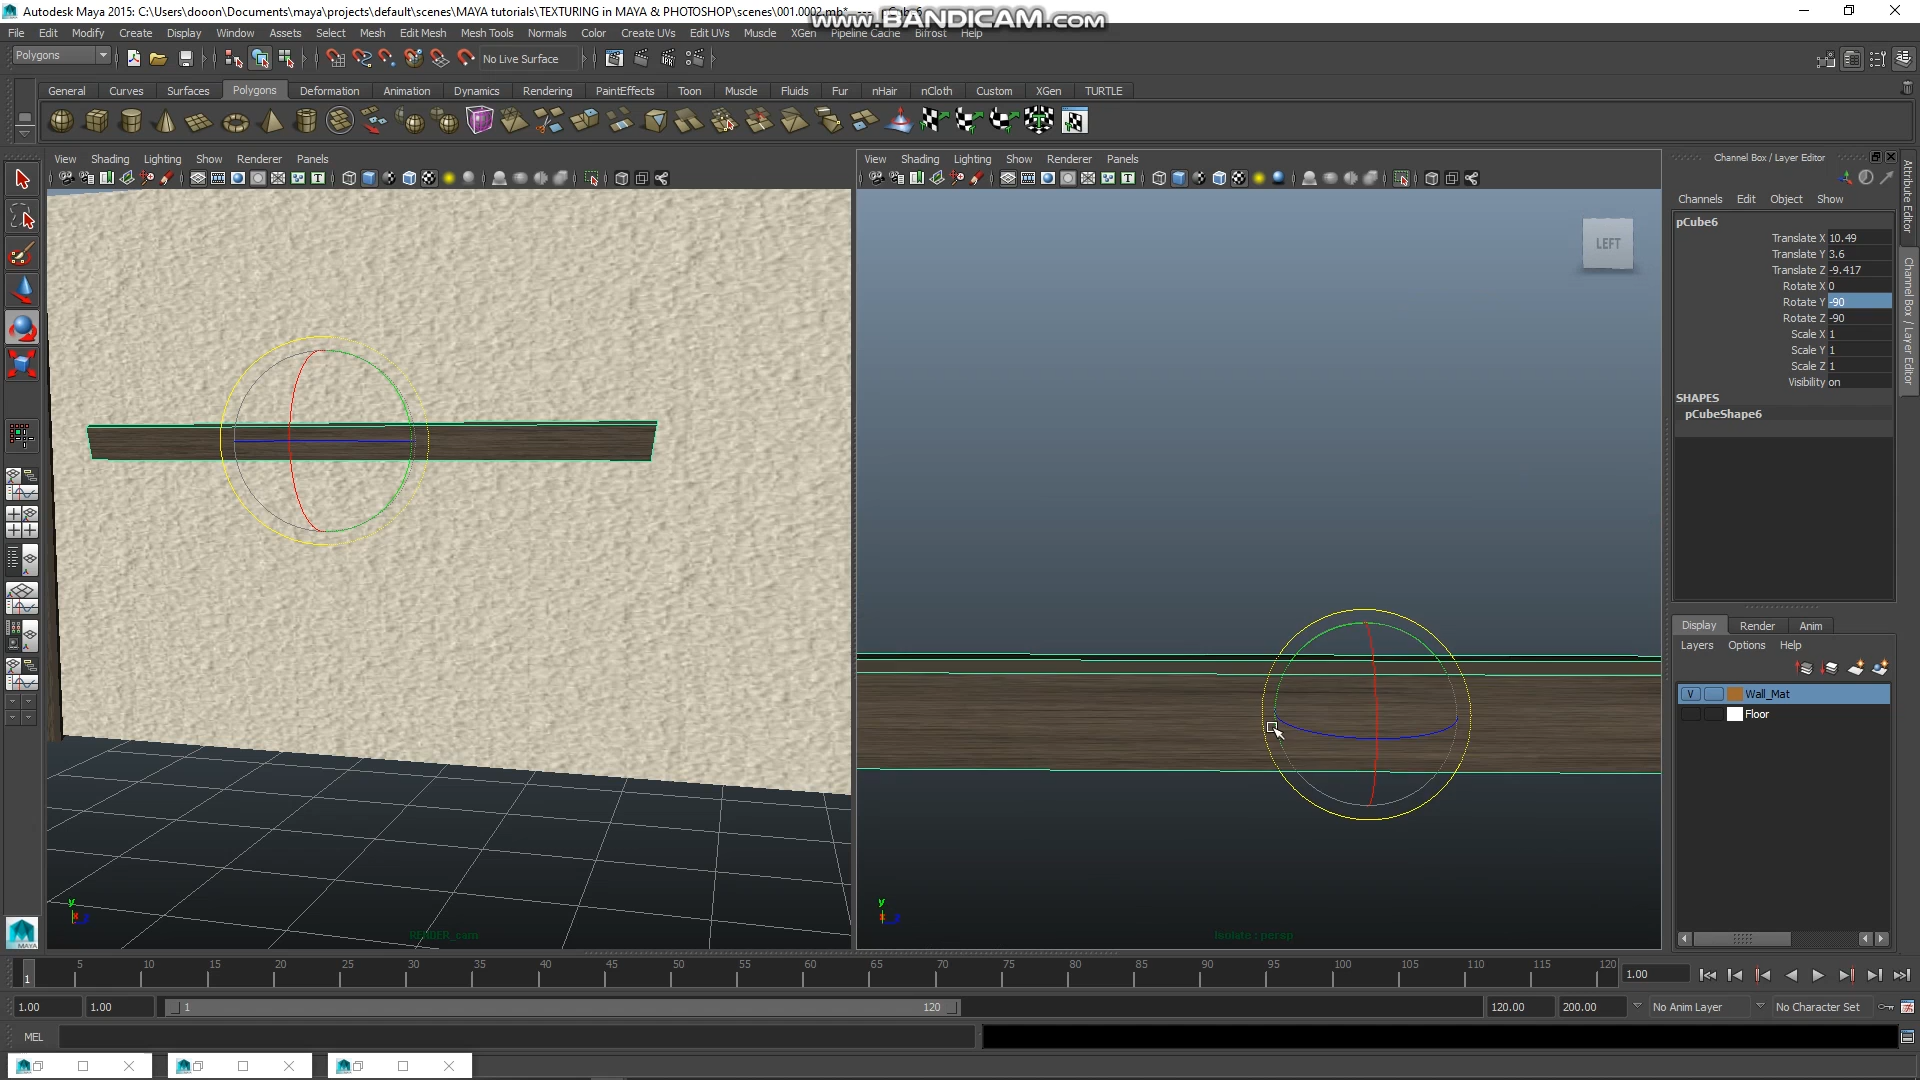 Autodesk Maya 2015: C:\Users\dooon\Documents\maya\projects\default\scenes\MAYA tutorials\TEXTURING in MAYA & PHOTOSHOP\scenes\001.0002.mb* --- pCube6
www.BANDICAM.com
File Edit Modify Create Display Window Assets Select Mesh Edit Mesh Mesh Tools Normals Color Create UVs Edit UVs Muscle XGen Pipeline Cache Bifrost Help
Polygons No Live Surface
General Curves Surfaces Polygons Deformation Animation Dynamics Rendering PaintEffects Toon Muscle Fluids Fur nHair nCloth Custom XGen TURTLE
View Shading Lighting Show Renderer Panels
View Shading Lighting Show Renderer Panels
LEFT
RENDER_cam
Isolate : persp
y
x
y
x
Channel Box / Layer Editor
Channels Edit Object Show
pCube6
Translate X 10.49
Translate Y 3.6
Translate Z -9.417
Rotate X 0
Rotate Y -90
Rotate Z -90
Scale X 1
Scale Y 1
Scale Z 1
Visibility on
SHAPES
pCubeShape6
Attribute Editor
Channel Box / Layer Editor
Display Render Anim
Layers Options Help
V Wall_Mat
Floor
MAYA
1 5 10 15 20 25 30 35 40 45 50 55 60 65 70 75 80 85 90 95 100 105 110 115 120
1.00
1.00 1.00 1 120 120.00 200.00 No Anim Layer No Character Set
MEL